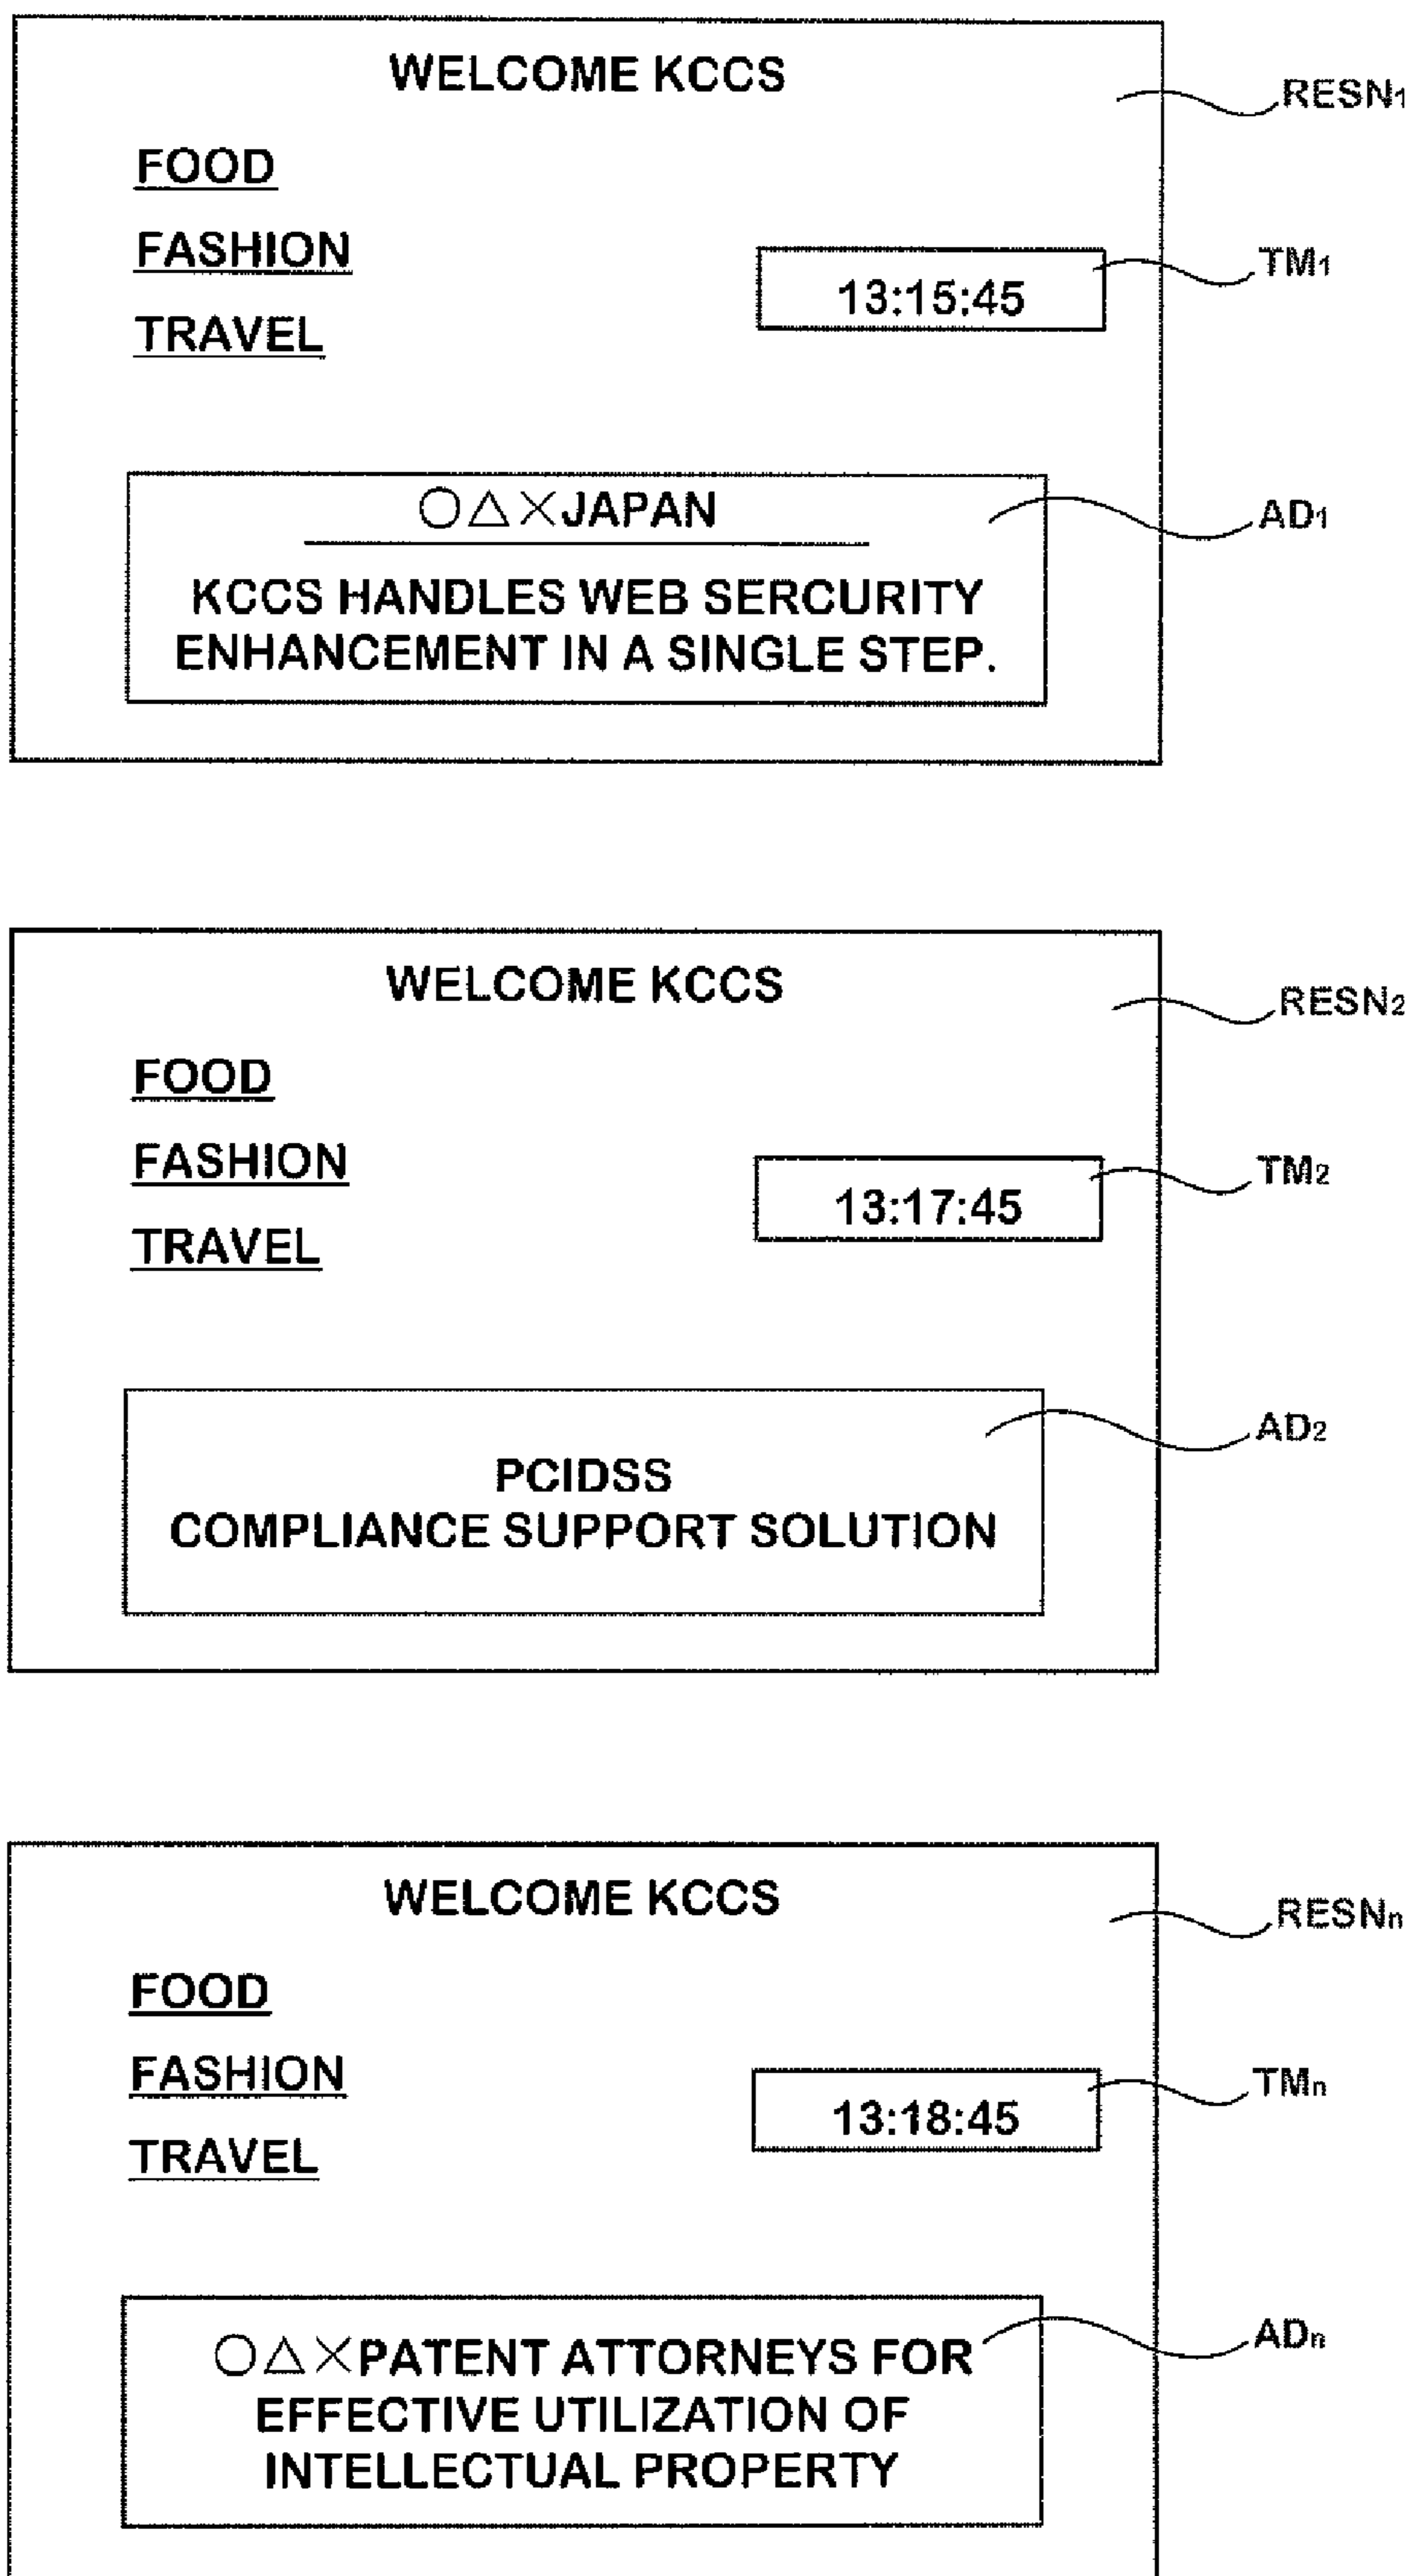 WELCOME KCCS
RESN1
FOOD
FASHION
TM1
13:15:45
TRAVEL
○△×JAPAN
AD1
KCCS HANDLES WEB SERCURITY
ENHANCEMENT IN A SINGLE STEP.
WELCOME KCCS
RESN2
FOOD
FASHION
TM2
13:17:45
TRAVEL
AD2
PCIDSS
COMPLIANCE SUPPORT SOLUTION
WELCOME KCCS
RESNn
FOOD
FASHION
TMn
13:18:45
TRAVEL
○△×PATENT ATTORNEYS FOR
ADn
EFFECTIVE UTILIZATION OF
INTELLECTUAL PROPERTY